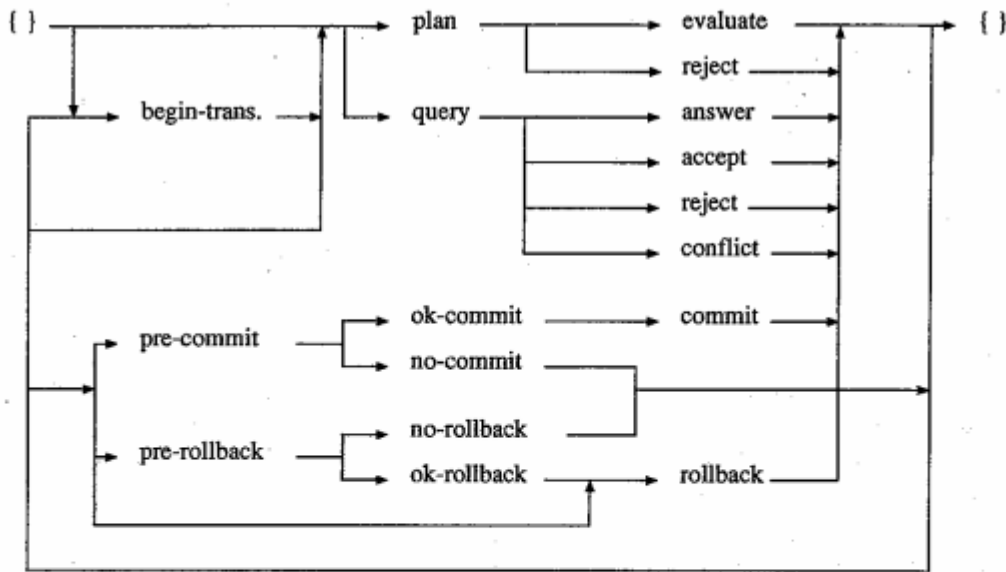 { } plan evaluate { }
reject
begin-trans. query answer
accept
reject
conflict
ok-commit commit
pre-commit
no-commit
no-rollback
pre-rollback
ok-rollback rollback